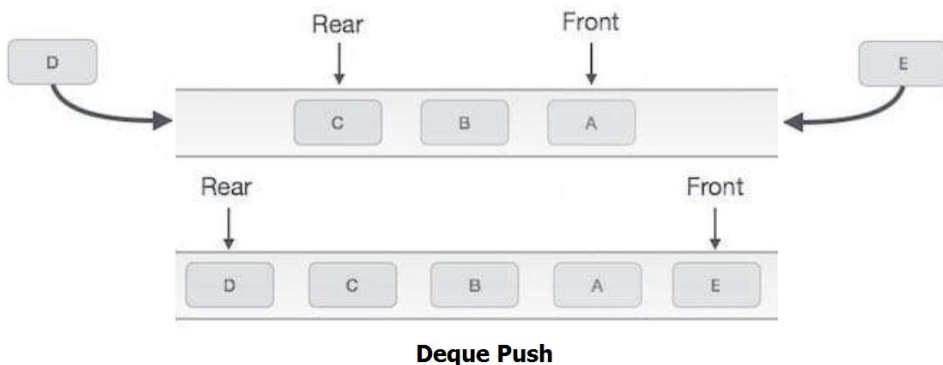 Rear Front
D E
C B A
Rear Front
D C B A E
Deque Push